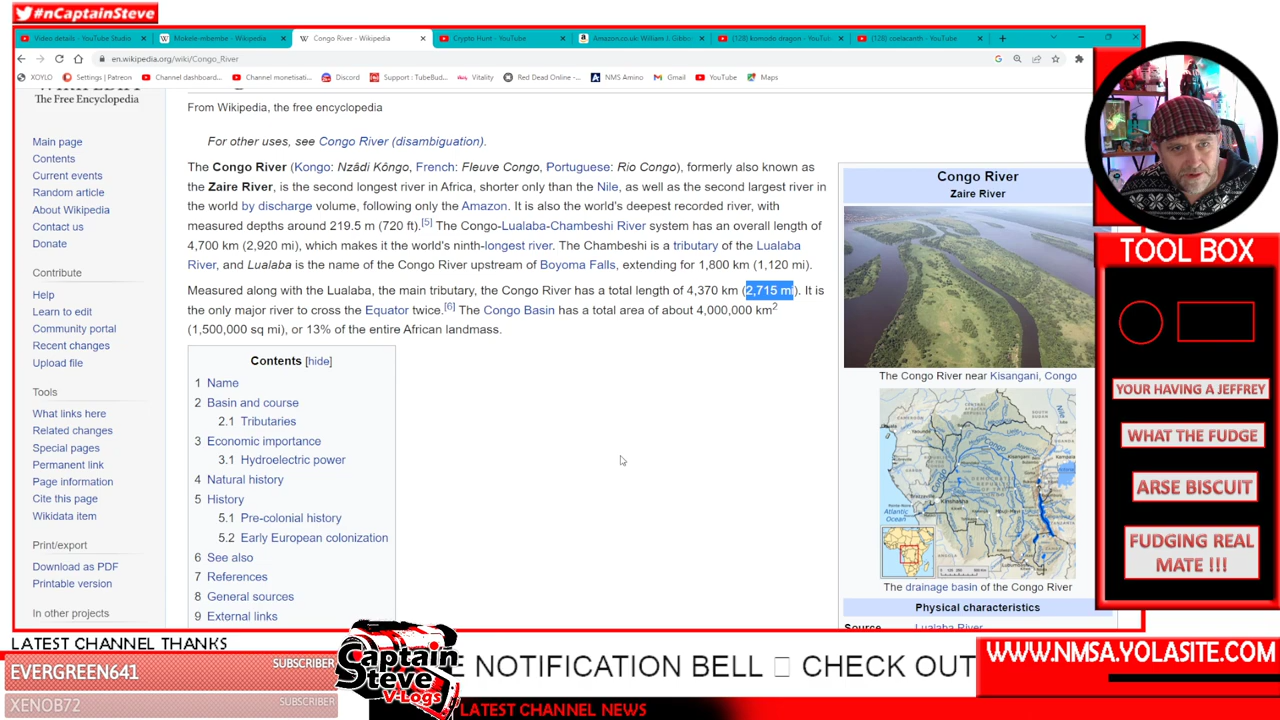 #nCaptainSteve
Video details - YouTube Studio
Mokele-mbembe - Wikipedia
Congo River - Wikipedia
Crypto Hunt - YouTube
Amazon.co.uk: William J. Gibbo
(128) komodo dragon - YouTu
(128) coelacanth - YouTube
en.wikipedia.org/wiki/Congo_River
XOYLO
Settings | Patreon
Channel dashboard...
Channel monetisati...
Discord
Support : TubeBud...
Vitality
Red Dead Online -...
NMS Amino
Gmail
YouTube
Maps
The Free Encyclopedia
Main page
Contents
Current events
Random article
About Wikipedia
Contact us
Donate
Contribute
Help
Learn to edit
Community portal
Recent changes
Upload file
Tools
What links here
Related changes
Special pages
Permanent link
Page information
Cite this page
Wikidata item
Print/export
Download as PDF
Printable version
In other projects
From Wikipedia, the free encyclopedia
For other uses, see Congo River (disambiguation).
The Congo River (Kongo: Nzâdi Kôngo, French: Fleuve Congo, Portuguese: Rio Congo), formerly also known as
the Zaire River, is the second longest river in Africa, shorter only than the Nile, as well as the second largest river in
the world by discharge volume, following only the Amazon. It is also the world's deepest recorded river, with
measured depths around 219.5 m (720 ft).[5] The Congo-Lualaba-Chambeshi River system has an overall length of
4,700 km (2,920 mi), which makes it the world's ninth-longest river. The Chambeshi is a tributary of the Lualaba
River, and Lualaba is the name of the Congo River upstream of Boyoma Falls, extending for 1,800 km (1,120 mi).
Measured along with the Lualaba, the main tributary, the Congo River has a total length of 4,370 km (2,715 mi). It is
the only major river to cross the Equator twice.[6] The Congo Basin has a total area of about 4,000,000 km2
(1,500,000 sq mi), or 13% of the entire African landmass.
Contents [hide]
1 Name
2 Basin and course
2.1 Tributaries
3 Economic importance
3.1 Hydroelectric power
4 Natural history
5 History
5.1 Pre-colonial history
5.2 Early European colonization
6 See also
7 References
8 General sources
9 External links
Congo River
Zaire River
The Congo River near Kisangani, Congo
The drainage basin of the Congo River
Physical characteristics
Source Lualaba River
TOOL BOX
YOUR HAVING A JEFFREY
WHAT THE FUDGE
ARSE BISCUIT
FUDGING REAL
MATE !!!
LATEST CHANNEL THANKS
EVERGREEN641 SUBSCRIBER
XENOB72 SUBSCRIBER
Captain
Steve
V-Logs
E NOTIFICATION BELL CHECK OUT
LATEST CHANNEL NEWS
WWW.NMSA.YOLASITE.COM